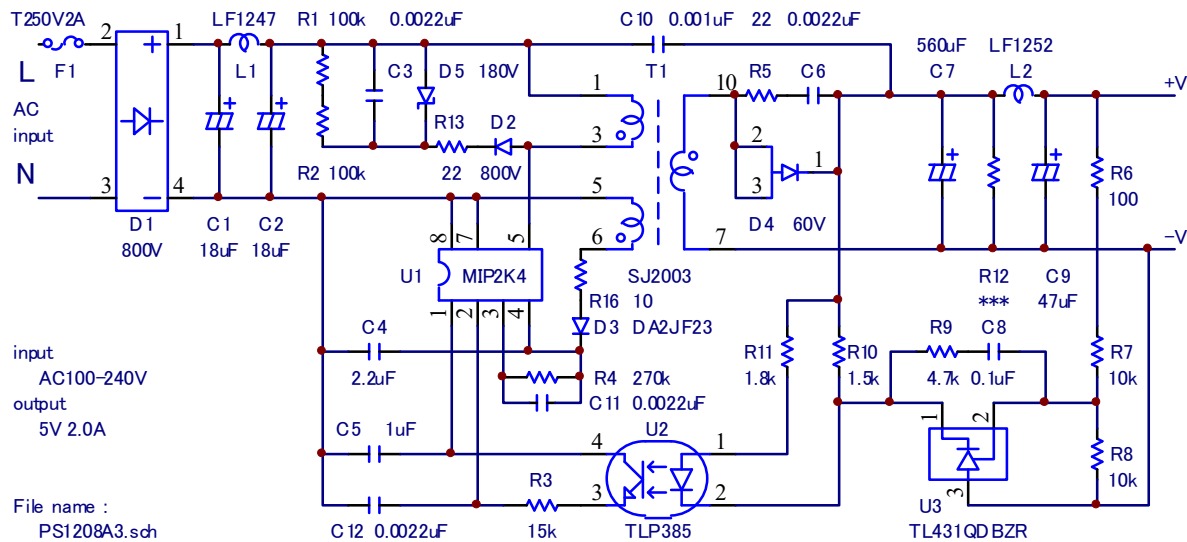 T250V2A
2
1
LF1247
R1 100k
0.0022uF
C10 0.001uF
22
0.0022uF
560uF
LF1252
L
F1
+
L1
C3
D5 180V
T1
1
10
R5
C6
C7
L2
+V
AC
input
+
+
R13
D2
3
2
1
3
+
+
R6
100
N
3
−
4
R2 100k
22
800V
5
D4
60V
D1
800V
C1
18uF
C2
18uF
8
7
5
6
7
−V
U1
MIP2K4
SJ2003
R12
***
C9
47uF
1
2
3
4
R16 10
D3 DA2JF23
C4
2.2uF
R11
1.8k
R10
1.5k
R9
4.7k
C8
0.1uF
R7
10k
input
AC100-240V
output
5V 2.0A
R4 270k
C11 0.0022uF
1
2
C5 1uF
U2
4
1
R8
10k
R3
15k
3
2
3
U3
File name :
PS1208A3.sch
C12 0.0022uF
TLP385
TL431QDBZR